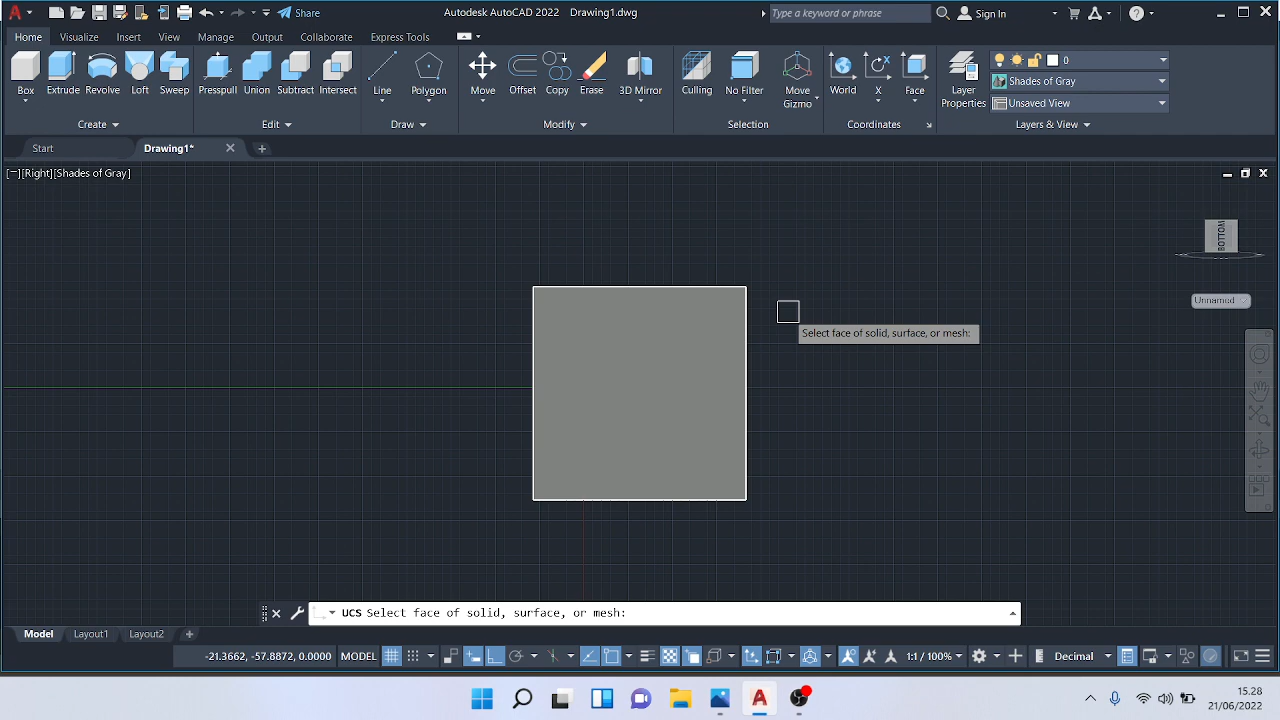 Share
Autodesk AutoCAD 2022 Drawing1.dwg
Type a keyword or phrase
Sign In
Home Visualize Insert View Manage Output Collaborate Express Tools
Box Extrude Revolve Loft Sweep Presspull Union Subtract Intersect Line Polygon Move Offset Copy Erase 3D Mirror Culling No Filter Move Gizmo World X Face Layer Properties
0
Shades of Gray
Unsaved View
Create Edit Draw Modify Selection Coordinates Layers & View
Start Drawing1*
[−][Right][Shades of Gray]
BOTTOM
Unnamed
Select face of solid, surface, or mesh:
UCS Select face of solid, surface, or mesh:
Model Layout1 Layout2
-21.3662, -57.8872, 0.0000 MODEL 1:1 / 100% Decimal
15.28
21/06/2022